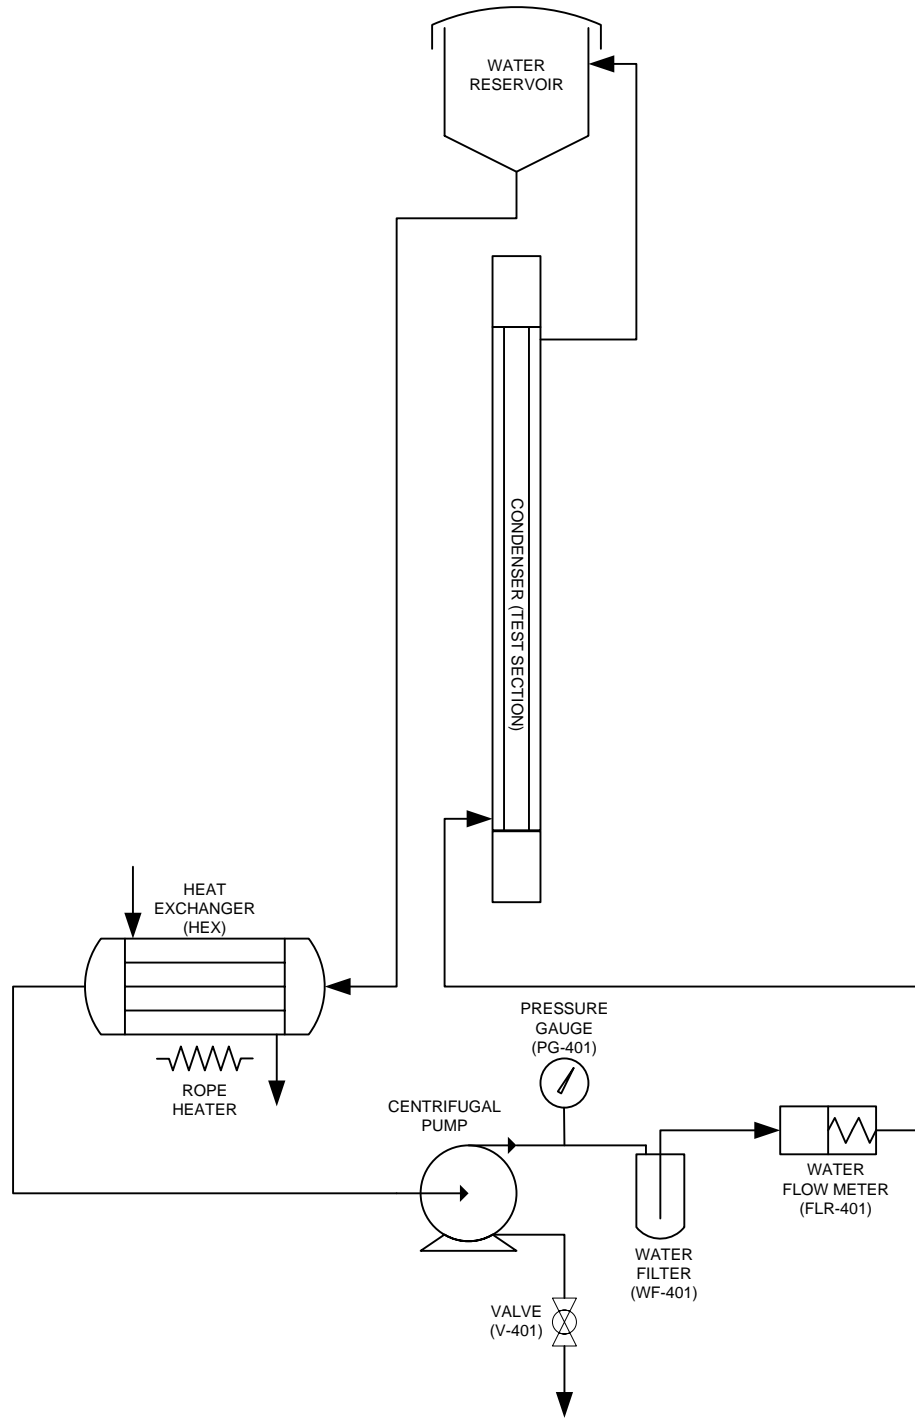 WATER
RESERVOIR
CONDENSER (TEST SECTION)
HEAT
EXCHANGER
(HEX)
ROPE
HEATER
PRESSURE
GAUGE
(PG-401)
CENTRIFUGAL
PUMP
WATER
FLOW METER
(FLR-401)
WATER
FILTER
(WF-401)
VALVE
(V-401)